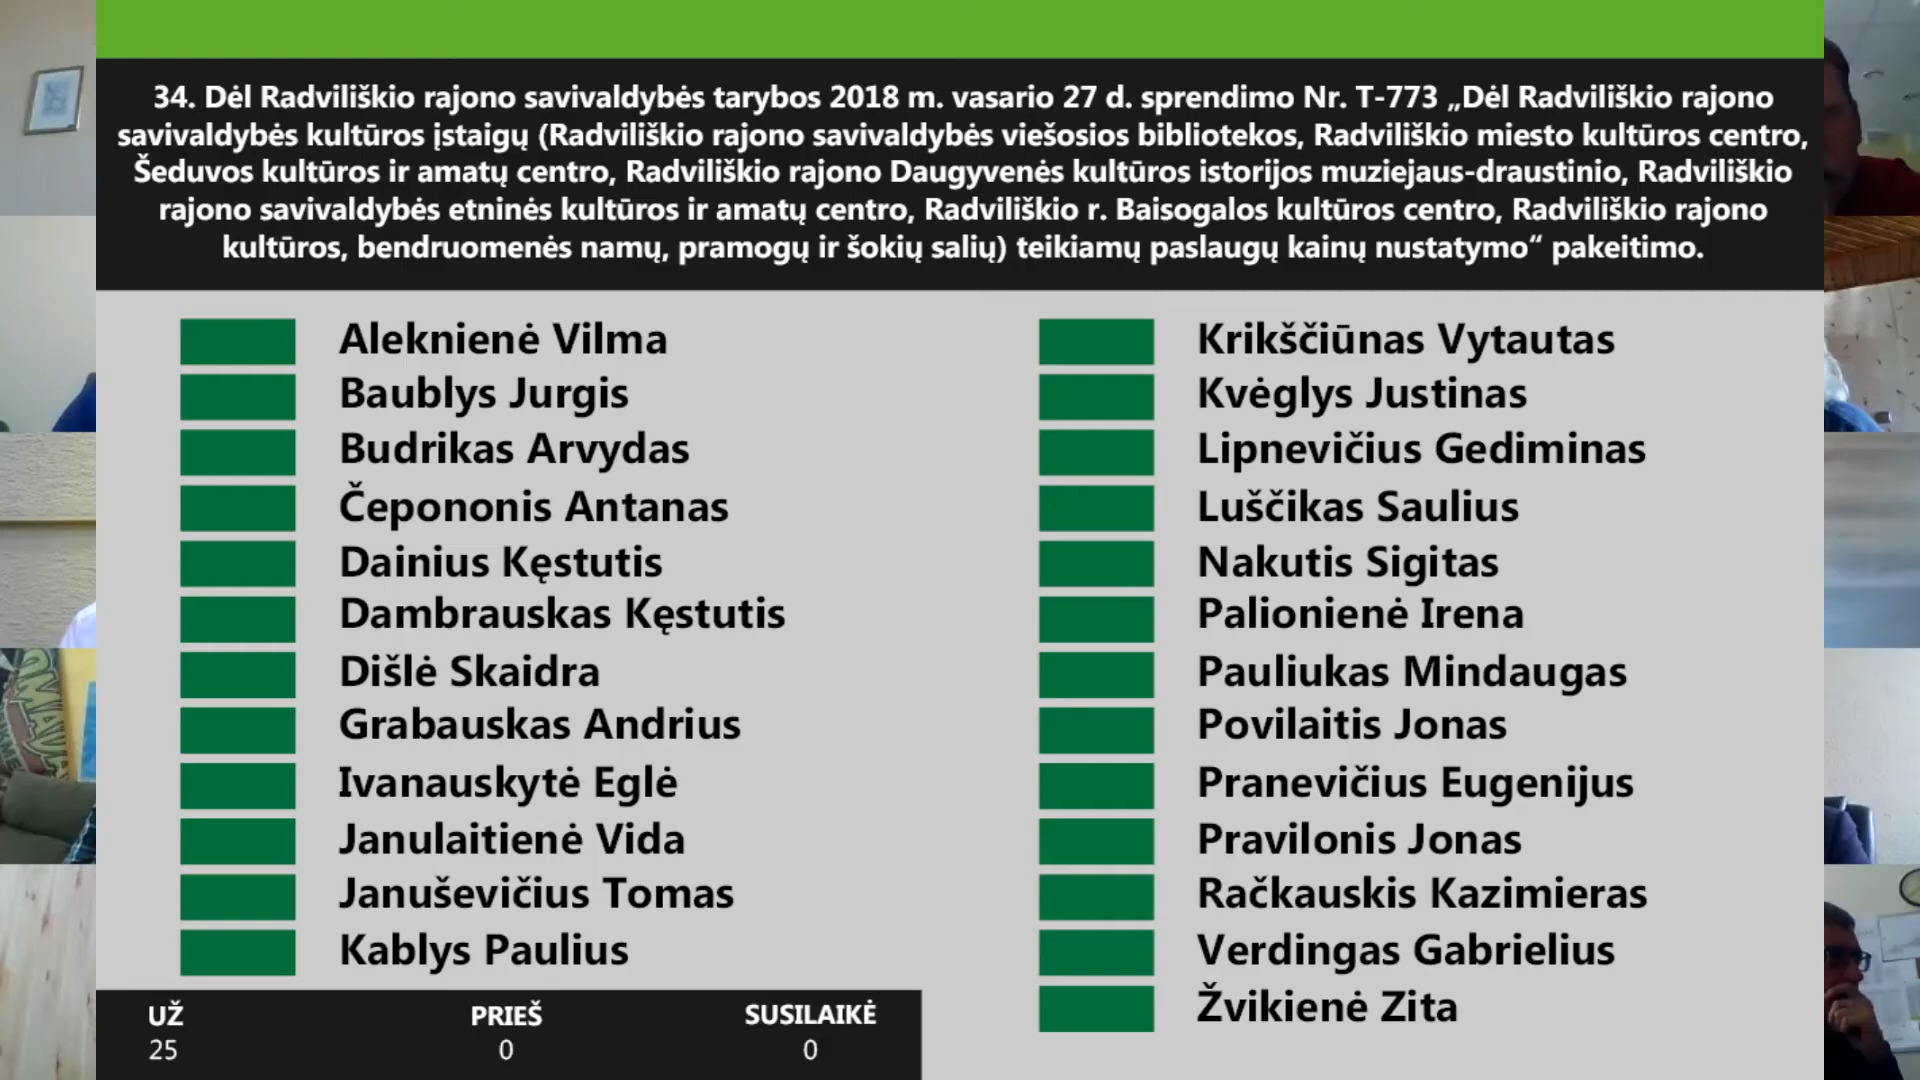 34. Dėl Radviliškio rajono savivaldybės tarybos 2018 m. vasario 27 d. sprendimo Nr. T-773 „Dėl Radviliškio rajono
savivaldybės kultūros įstaigų (Radviliškio rajono savivaldybės viešosios bibliotekos, Radviliškio miesto kultūros centro,
Šeduvos kultūros ir amatų centro, Radviliškio rajono Daugyvenės kultūros istorijos muziejaus-draustinio, Radviliškio
rajono savivaldybės etninės kultūros ir amatų centro, Radviliškio r. Baisogalos kultūros centro, Radviliškio rajono
kultūros, bendruomenės namų, pramogų ir šokių salių) teikiamų paslaugų kainų nustatymo“ pakeitimo.
Aleknienė Vilma
Baublys Jurgis
Budrikas Arvydas
Čepononis Antanas
Dainius Kęstutis
Dambrauskas Kęstutis
Dišlė Skaidra
Grabauskas Andrius
Ivanauskytė Eglė
Janulaitienė Vida
Januševičius Tomas
Kablys Paulius
Krikščiūnas Vytautas
Kvėglys Justinas
Lipnevičius Gediminas
Luščikas Saulius
Nakutis Sigitas
Palionienė Irena
Pauliukas Mindaugas
Povilaitis Jonas
Pranevičius Eugenijus
Pravilonis Jonas
Račkauskis Kazimieras
Verdingas Gabrielius
Žvikienė Zita
UŽ PRIEŠ SUSILAIKĖ
25 0 0